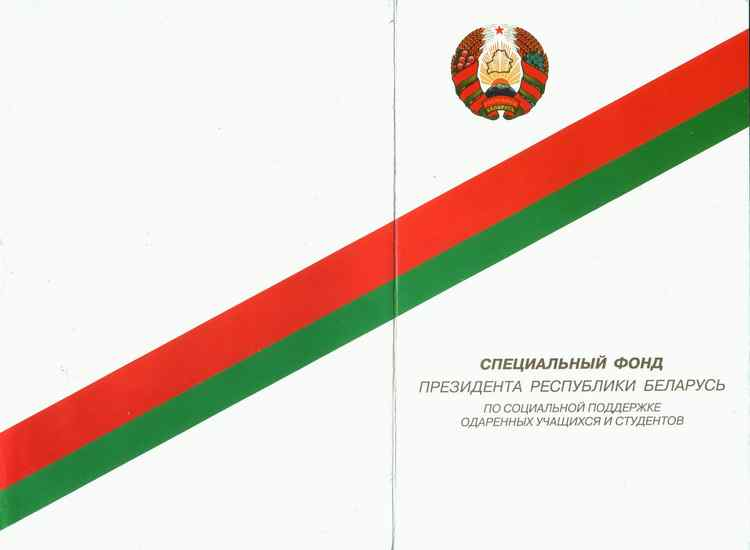 СПЕЦИАЛЬНЫЙ ФОНД
ПРЕЗИДЕНТА РЕСПУБЛИКИ БЕЛАРУСЬ
ПО СОЦИАЛЬНОЙ ПОДДЕРЖКЕ
ОДАРЕННЫХ УЧАЩИХСЯ И СТУДЕНТОВ